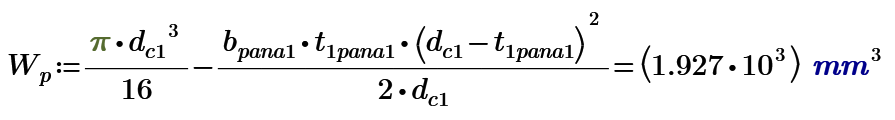 W_p := (π · d_c1^3) / 16 − (b_pana1 · t_1pana1 · (d_c1 − t_1pana1)^2) / (2 · d_c1) = (1.927 · 10^3) mm^3